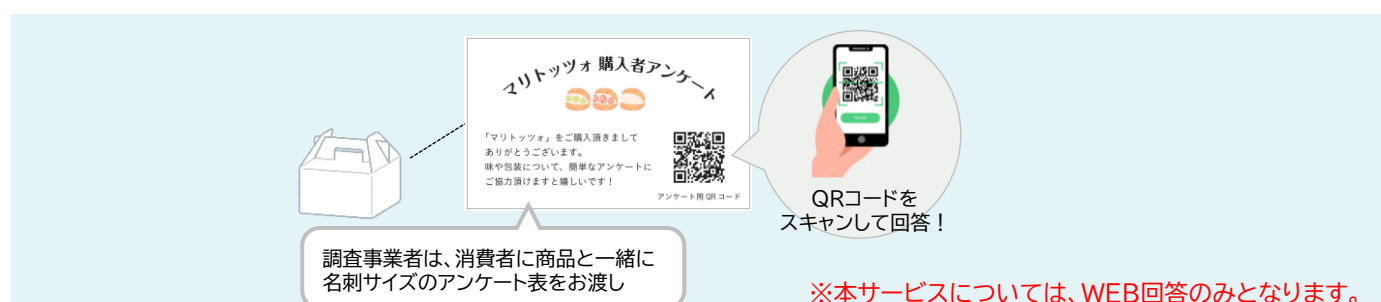 マリトッツォ 購入者アンケート
「マリトッツォ」をご購入頂きまして
ありがとうございます。
味や包装について、簡単なアンケートに
ご協力頂けますと嬉しいです！
アンケート用 QR コード
QRコードを
スキャンして回答！
調査事業者は、消費者に商品と一緒に
名刺サイズのアンケート表をお渡し
※本サービスについては、WEB回答のみとなります。